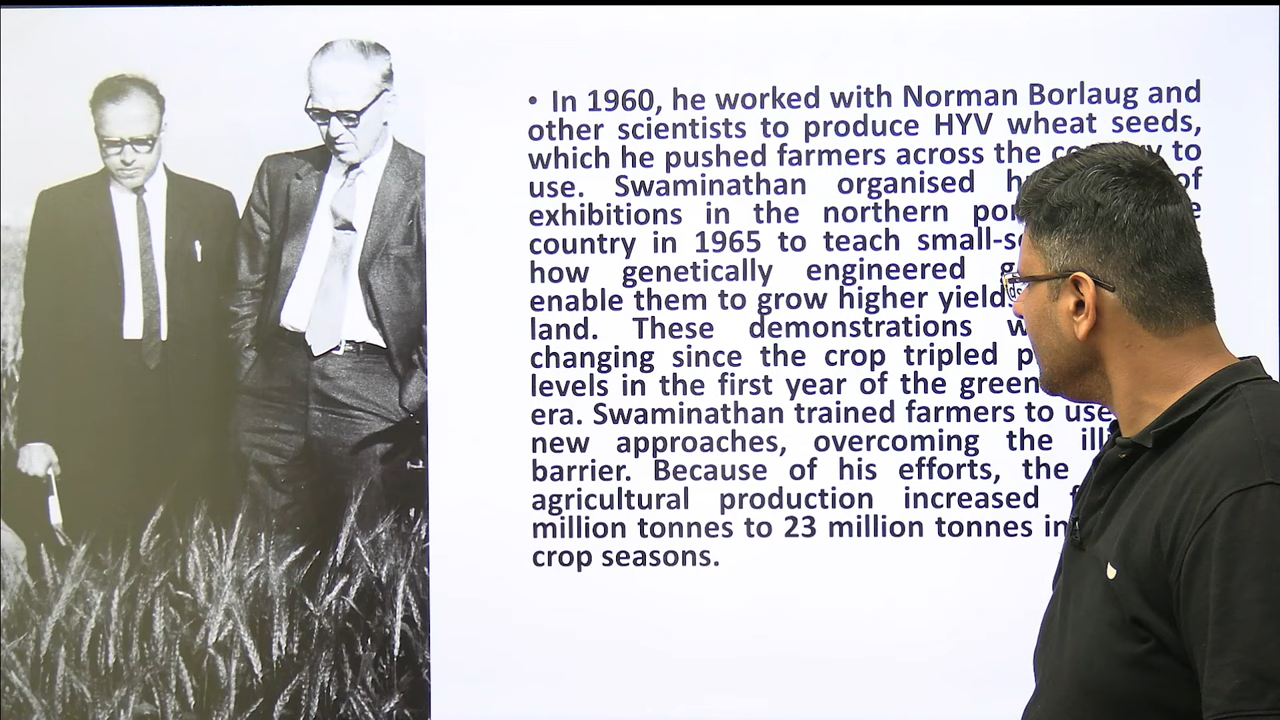 • In 1960, he worked with Norman Borlaug and
other scientists to produce HYV wheat seeds,
which he pushed farmers across the to
use. Swaminathan organised of
exhibitions in the northern
country in 1965 to teach
how genetically engineered
enable them to grow higher
land. These demonstrations
changing since the crop tripled
levels in the first year of the green
era. Swaminathan trained farmers to use
new approaches, overcoming the
barrier. Because of his efforts, the
agricultural production increased
million tonnes to 23 million tonnes in
crop seasons.